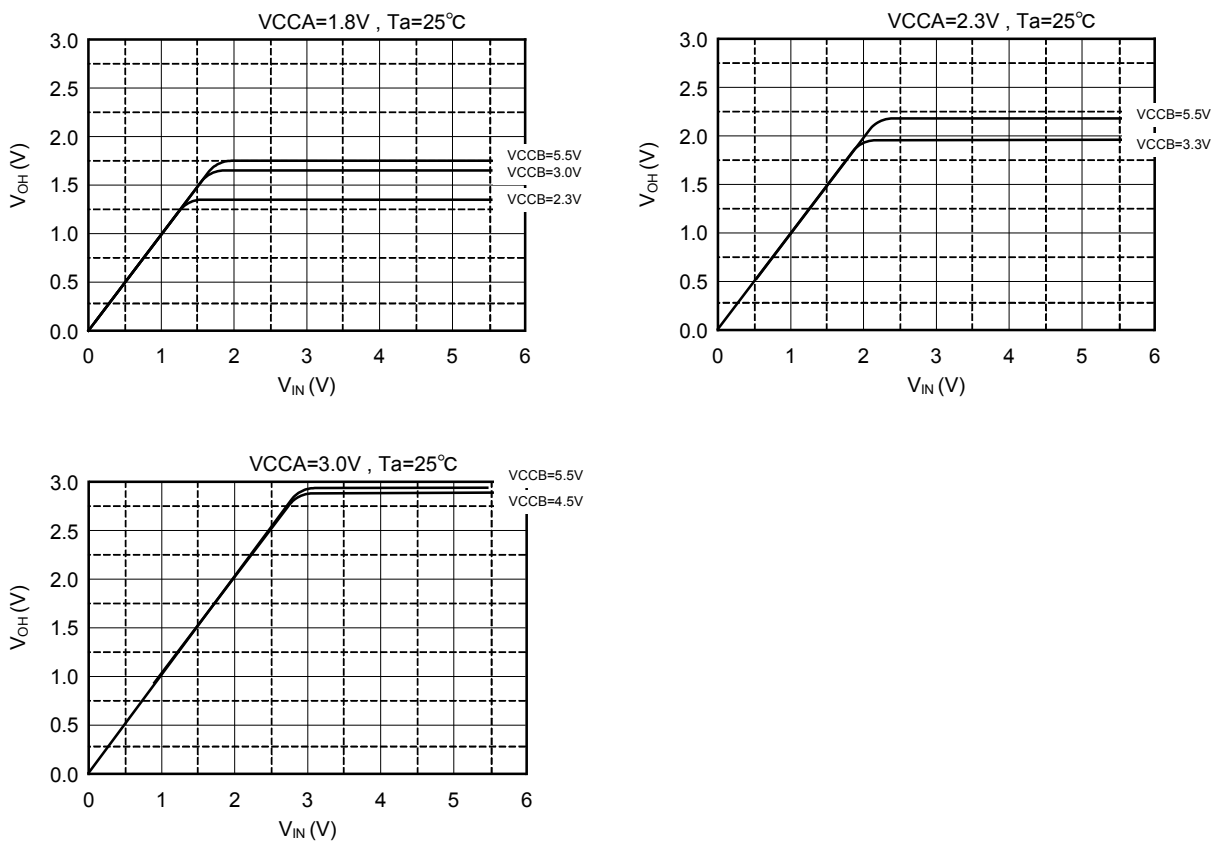 VCCA=1.8V , Ta=25℃
3.0
2.5
2.0
1.5
1.0
0.5
0.0
VOH (V)
VCCB=5.5V
VCCB=3.0V
VCCB=2.3V
0 1 2 3 4 5 6
VIN (V)
VCCA=2.3V , Ta=25℃
3.0
2.5
2.0
1.5
1.0
0.5
0.0
VOH (V)
VCCB=5.5V
VCCB=3.3V
0 1 2 3 4 5 6
VIN (V)
VCCA=3.0V , Ta=25℃
3.0
2.5
2.0
1.5
1.0
0.5
0.0
VOH (V)
VCCB=5.5V
VCCB=4.5V
0 1 2 3 4 5 6
VIN (V)